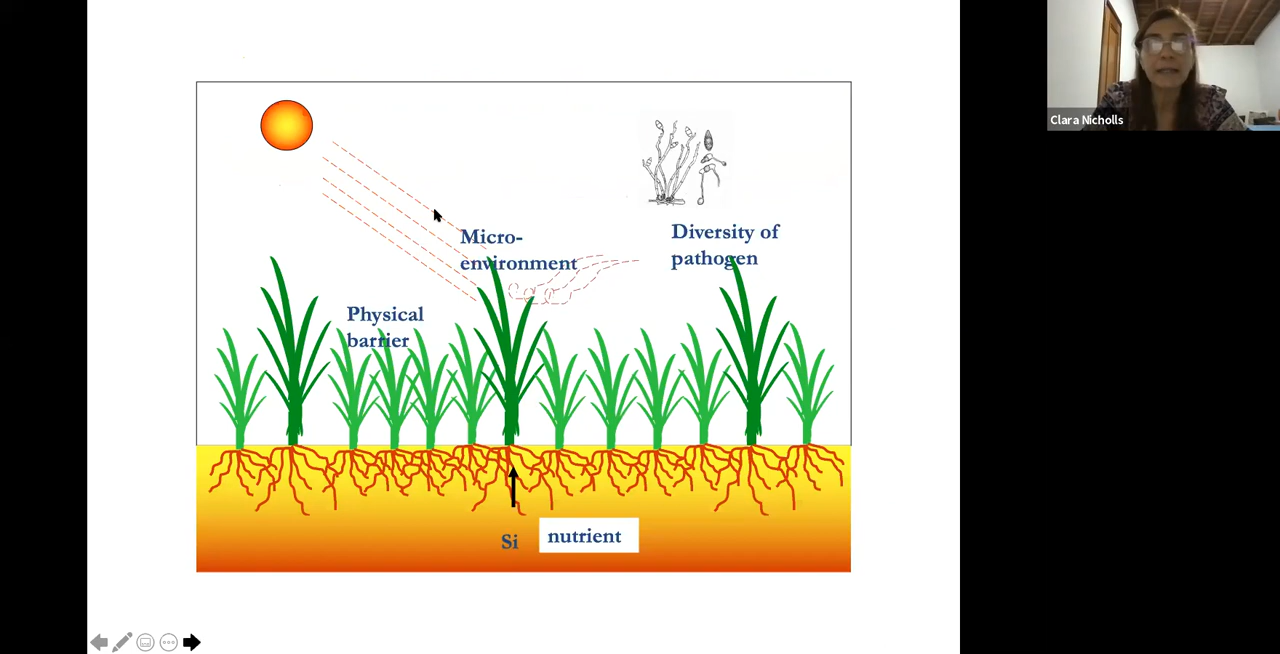 Clara Nicholls
Micro-
environment
Diversity of
pathogen
Physical
barrier
Si
nutrient